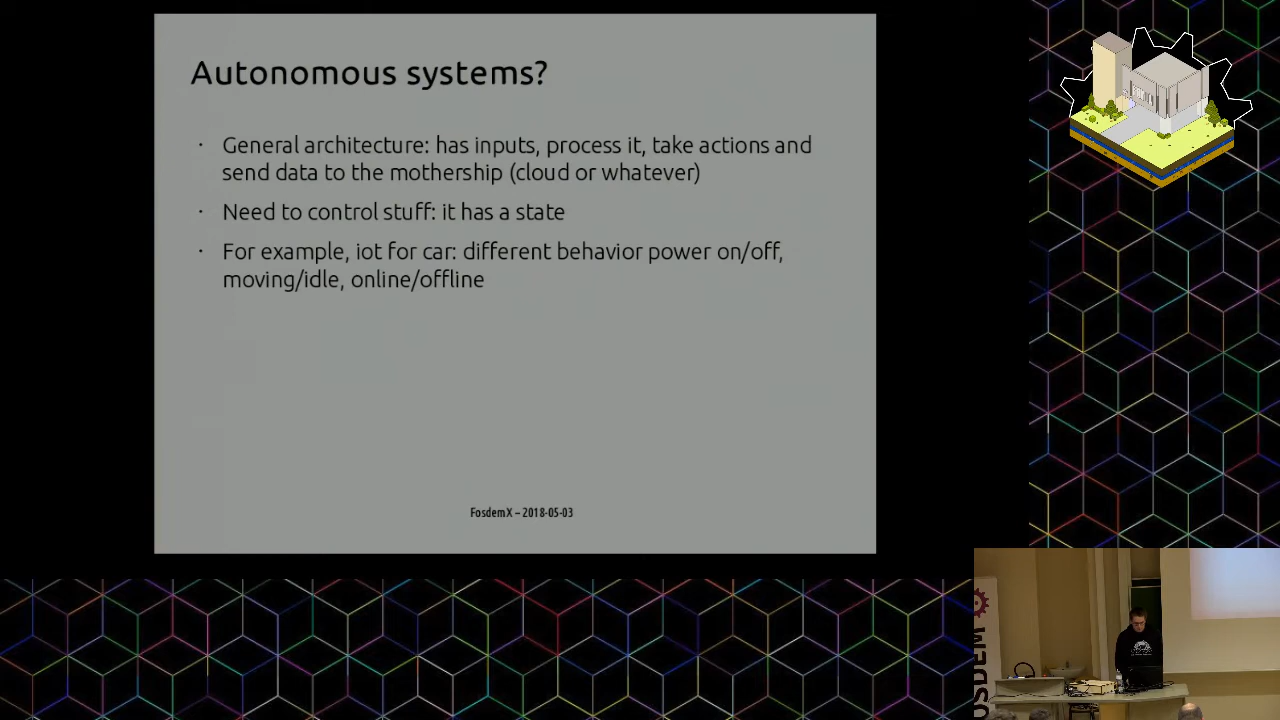 Autonomous systems?
· General architecture: has inputs, process it, take actions and
send data to the mothership (cloud or whatever)
· Need to control stuff: it has a state
· For example, iot for car: different behavior power on/off,
moving/idle, online/offline
FosdemX – 2018-05-03
OSDEM